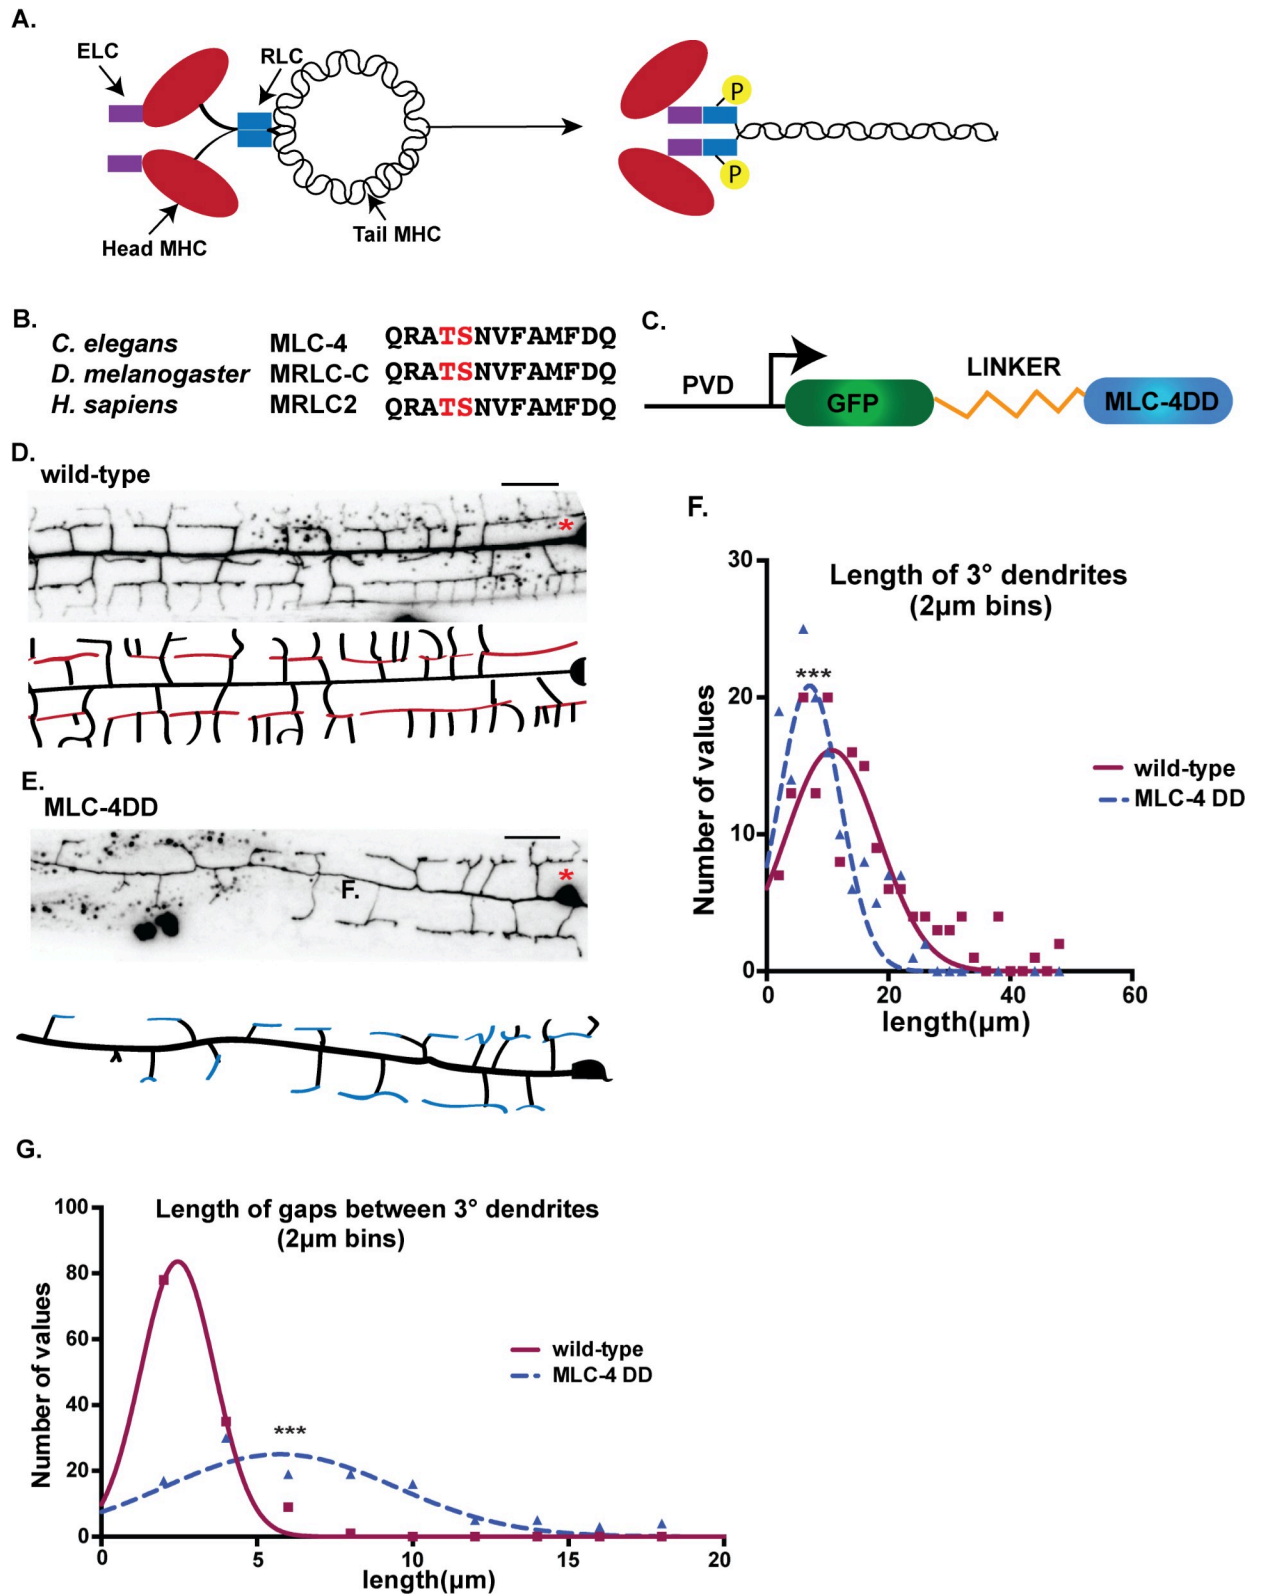 A.
ELC
RLC
P
P
Head MHC
Tail MHC
B.
C. elegans MLC-4 QRATSNVFAMFDQ
D. melanogaster MRLC-C QRATSNVFAMFDQ
H. sapiens MRLC2 QRATSNVFAMFDQ
C.
PVD
GFP
LINKER
MLC-4DD
D.
wild-type
*
E.
MLC-4DD
F.
*
F.
Length of 3° dendrites
(2µm bins)
***
wild-type
MLC-4 DD
Number of values
30
20
10
0
0 20 40 60
length(µm)
G.
Length of gaps between 3° dendrites
(2µm bins)
***
wild-type
MLC-4 DD
Number of values
100
80
60
40
20
0
0 5 10 15 20
length(µm)